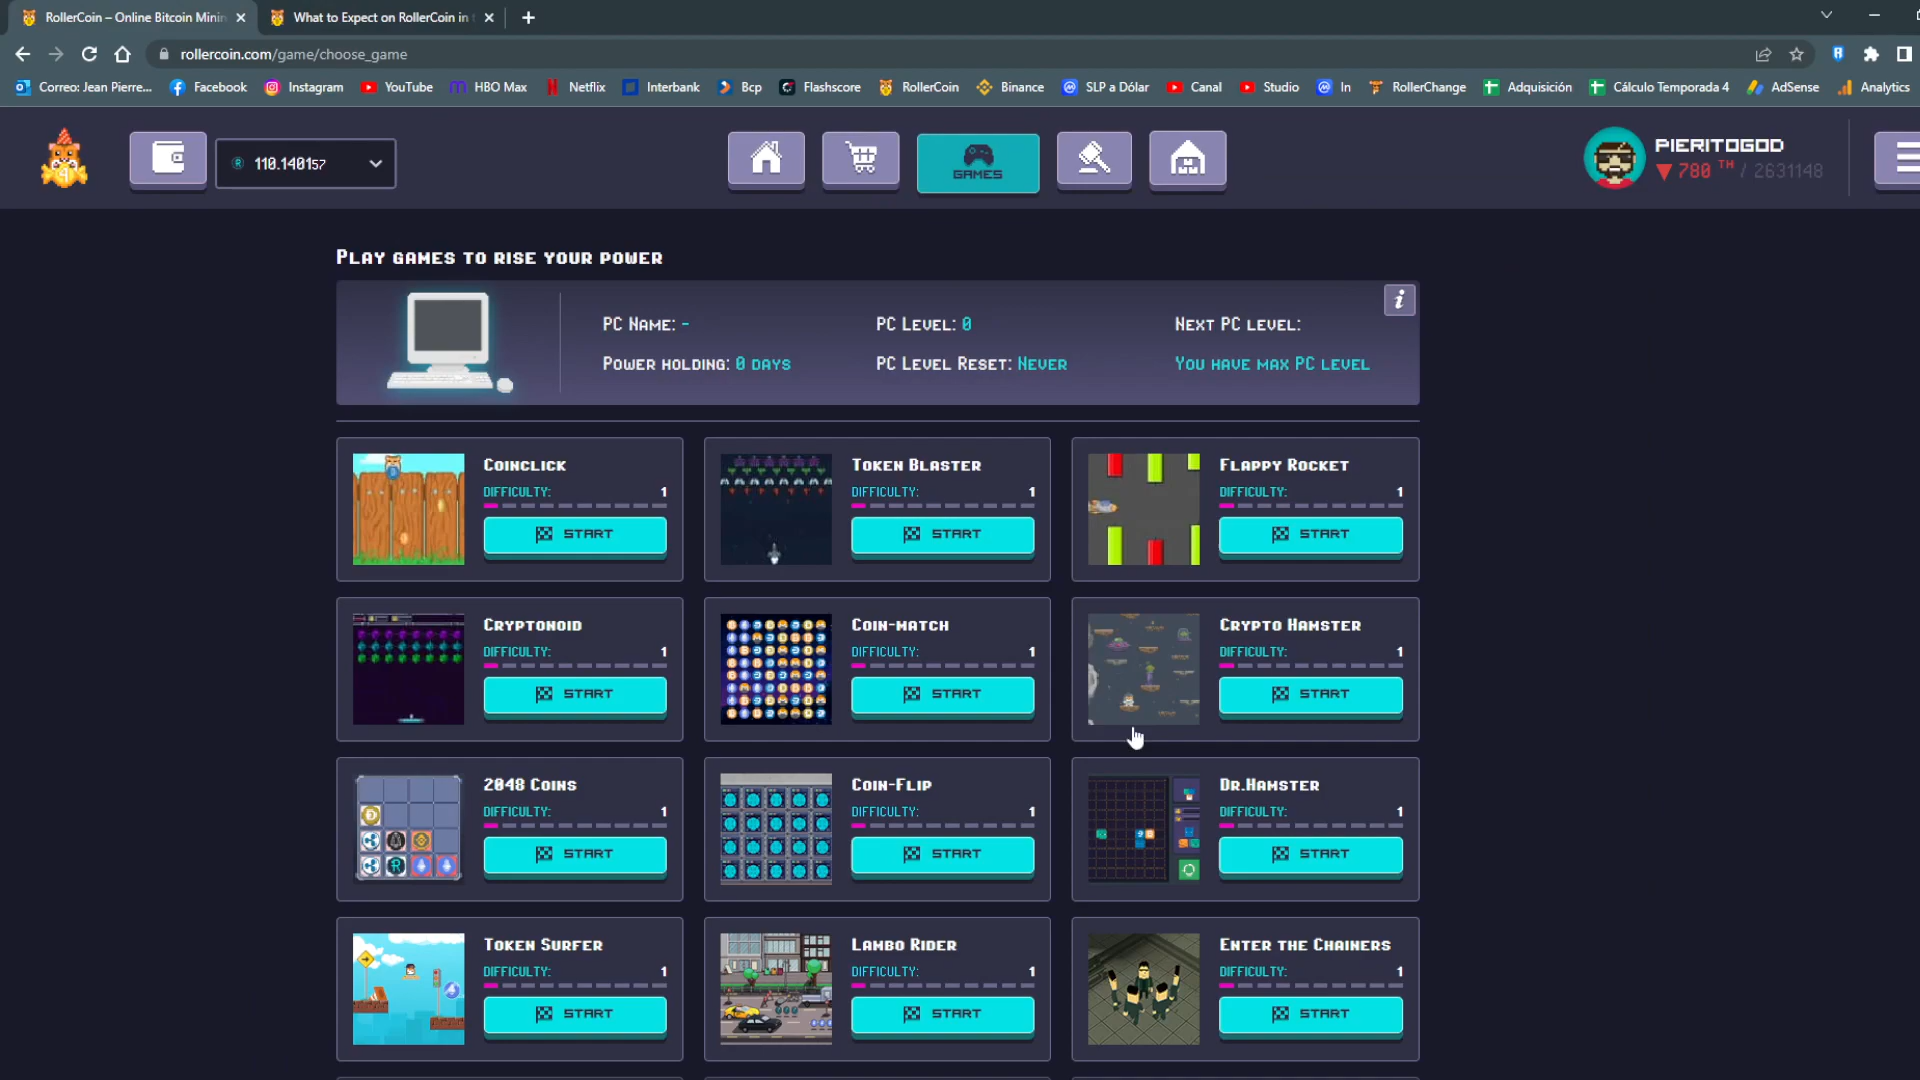 RollerCoin – Online Bitcoin Minin
What to Expect on RollerCoin in
rollercoin.com/game/choose_game
Correo: Jean Pierre... Facebook Instagram YouTube HBO Max Netflix Interbank Bcp Flashscore RollerCoin Binance SLP a Dólar Canal Studio In RollerChange Adquisición Cálculo Temporada 4 AdSense Analytics
110.140157
GAMES
PIERITOGOD
780 TH / 2631148
PLAY GAMES TO RISE YOUR POWER
PC NAME: - PC LEVEL: 0 NEXT PC LEVEL:
POWER HOLDING: 0 DAYS PC LEVEL RESET: NEVER YOU HAVE MAX PC LEVEL
COINCLICK TOKEN BLASTER FLAPPY ROCKET
DIFFICULTY: 1 DIFFICULTY: 1 DIFFICULTY: 1
START START START
CRYPTONOID COIN-MATCH CRYPTO HAMSTER
DIFFICULTY: 1 DIFFICULTY: 1 DIFFICULTY: 1
START START START
2048 COINS COIN-FLIP DR.HAMSTER
DIFFICULTY: 1 DIFFICULTY: 1 DIFFICULTY: 1
START START START
TOKEN SURFER LAMBO RIDER ENTER THE CHAINERS
DIFFICULTY: 1 DIFFICULTY: 1 DIFFICULTY: 1
START START START